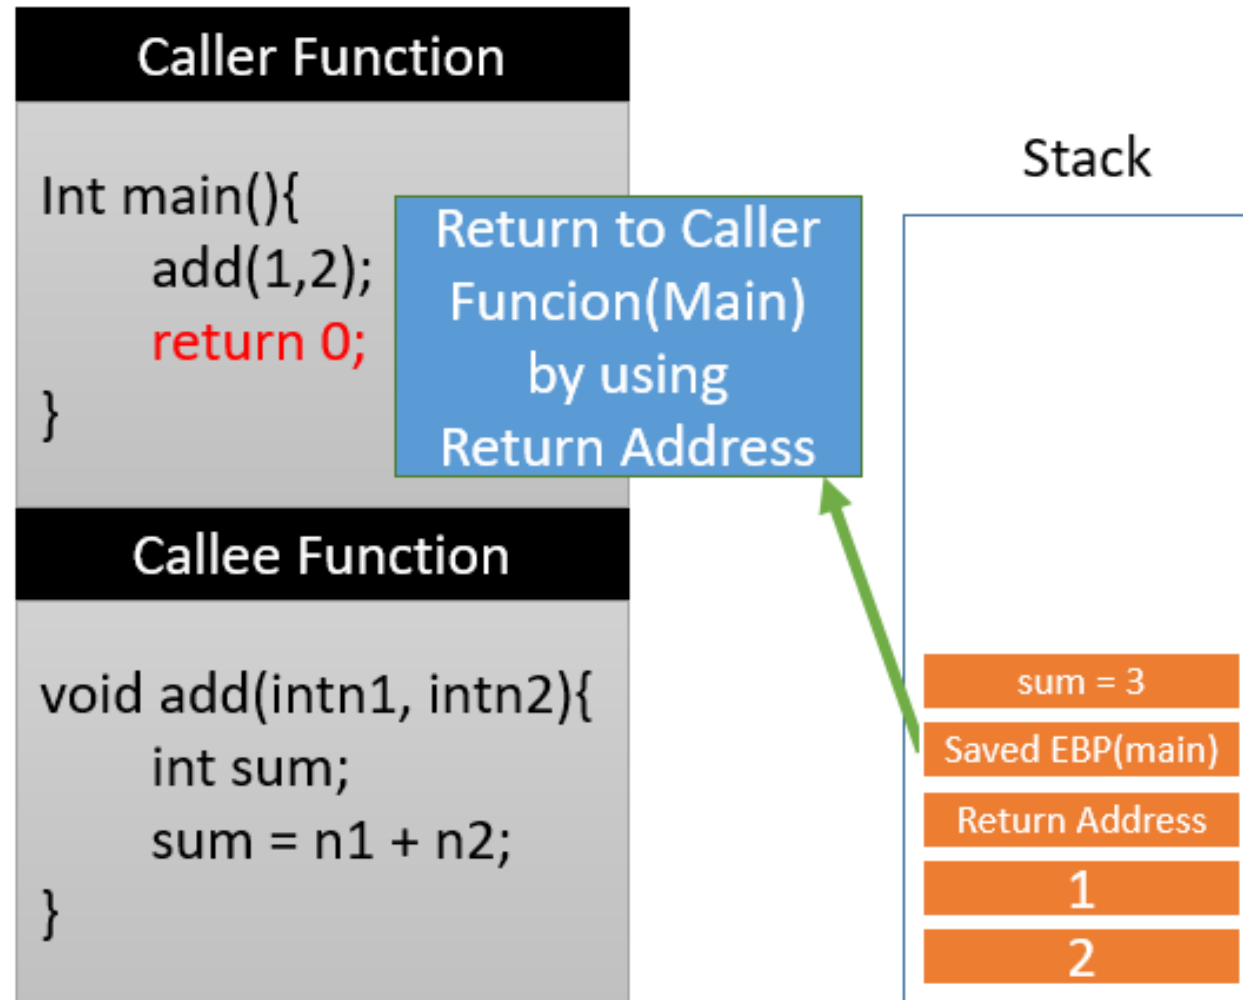 Caller Function
Int main(){
add(1,2);
return 0;
}
Return to Caller
Funcion(Main)
by using
Return Address
Callee Function
void add(intn1, intn2){
int sum;
sum = n1 + n2;
}
Stack
sum = 3
Saved EBP(main)
Return Address
1
2